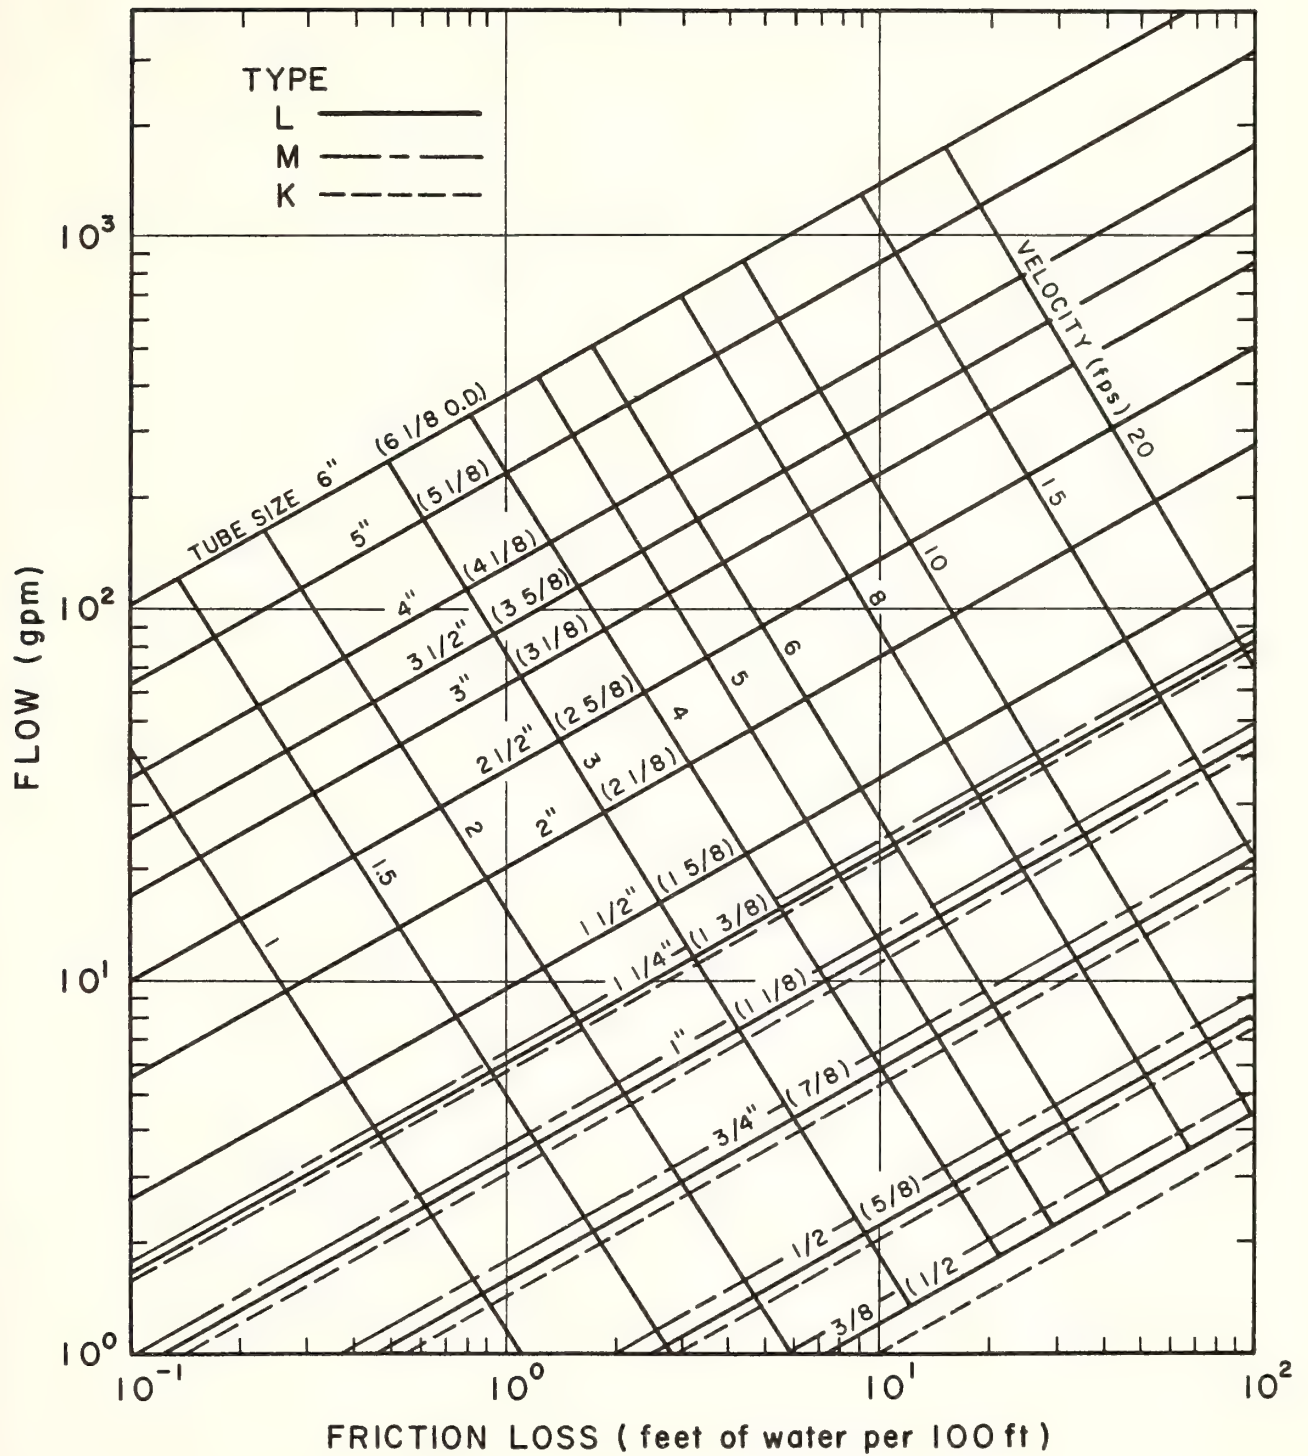 TYPE
L
M
K
10³
10²
10¹
10⁰
FLOW (gpm)
TUBE SIZE 6" (6 1/8 O.D.)
5" (5 1/8)
4" (4 1/8)
3 1/2" (3 5/8)
3" (3 1/8)
2 1/2" (2 5/8)
2" (2 1/8)
1 1/2" (1 5/8)
1 1/4" (1 3/8)
1" (1 1/8)
3/4" (7/8)
1/2 (5/8)
3/8 (1/2
VELOCITY (fps) 20
15
10
8
6
5
4
3
2
1.5
1
10⁻¹ 10⁰ 10¹ 10²
FRICTION LOSS (feet of water per 100 ft)